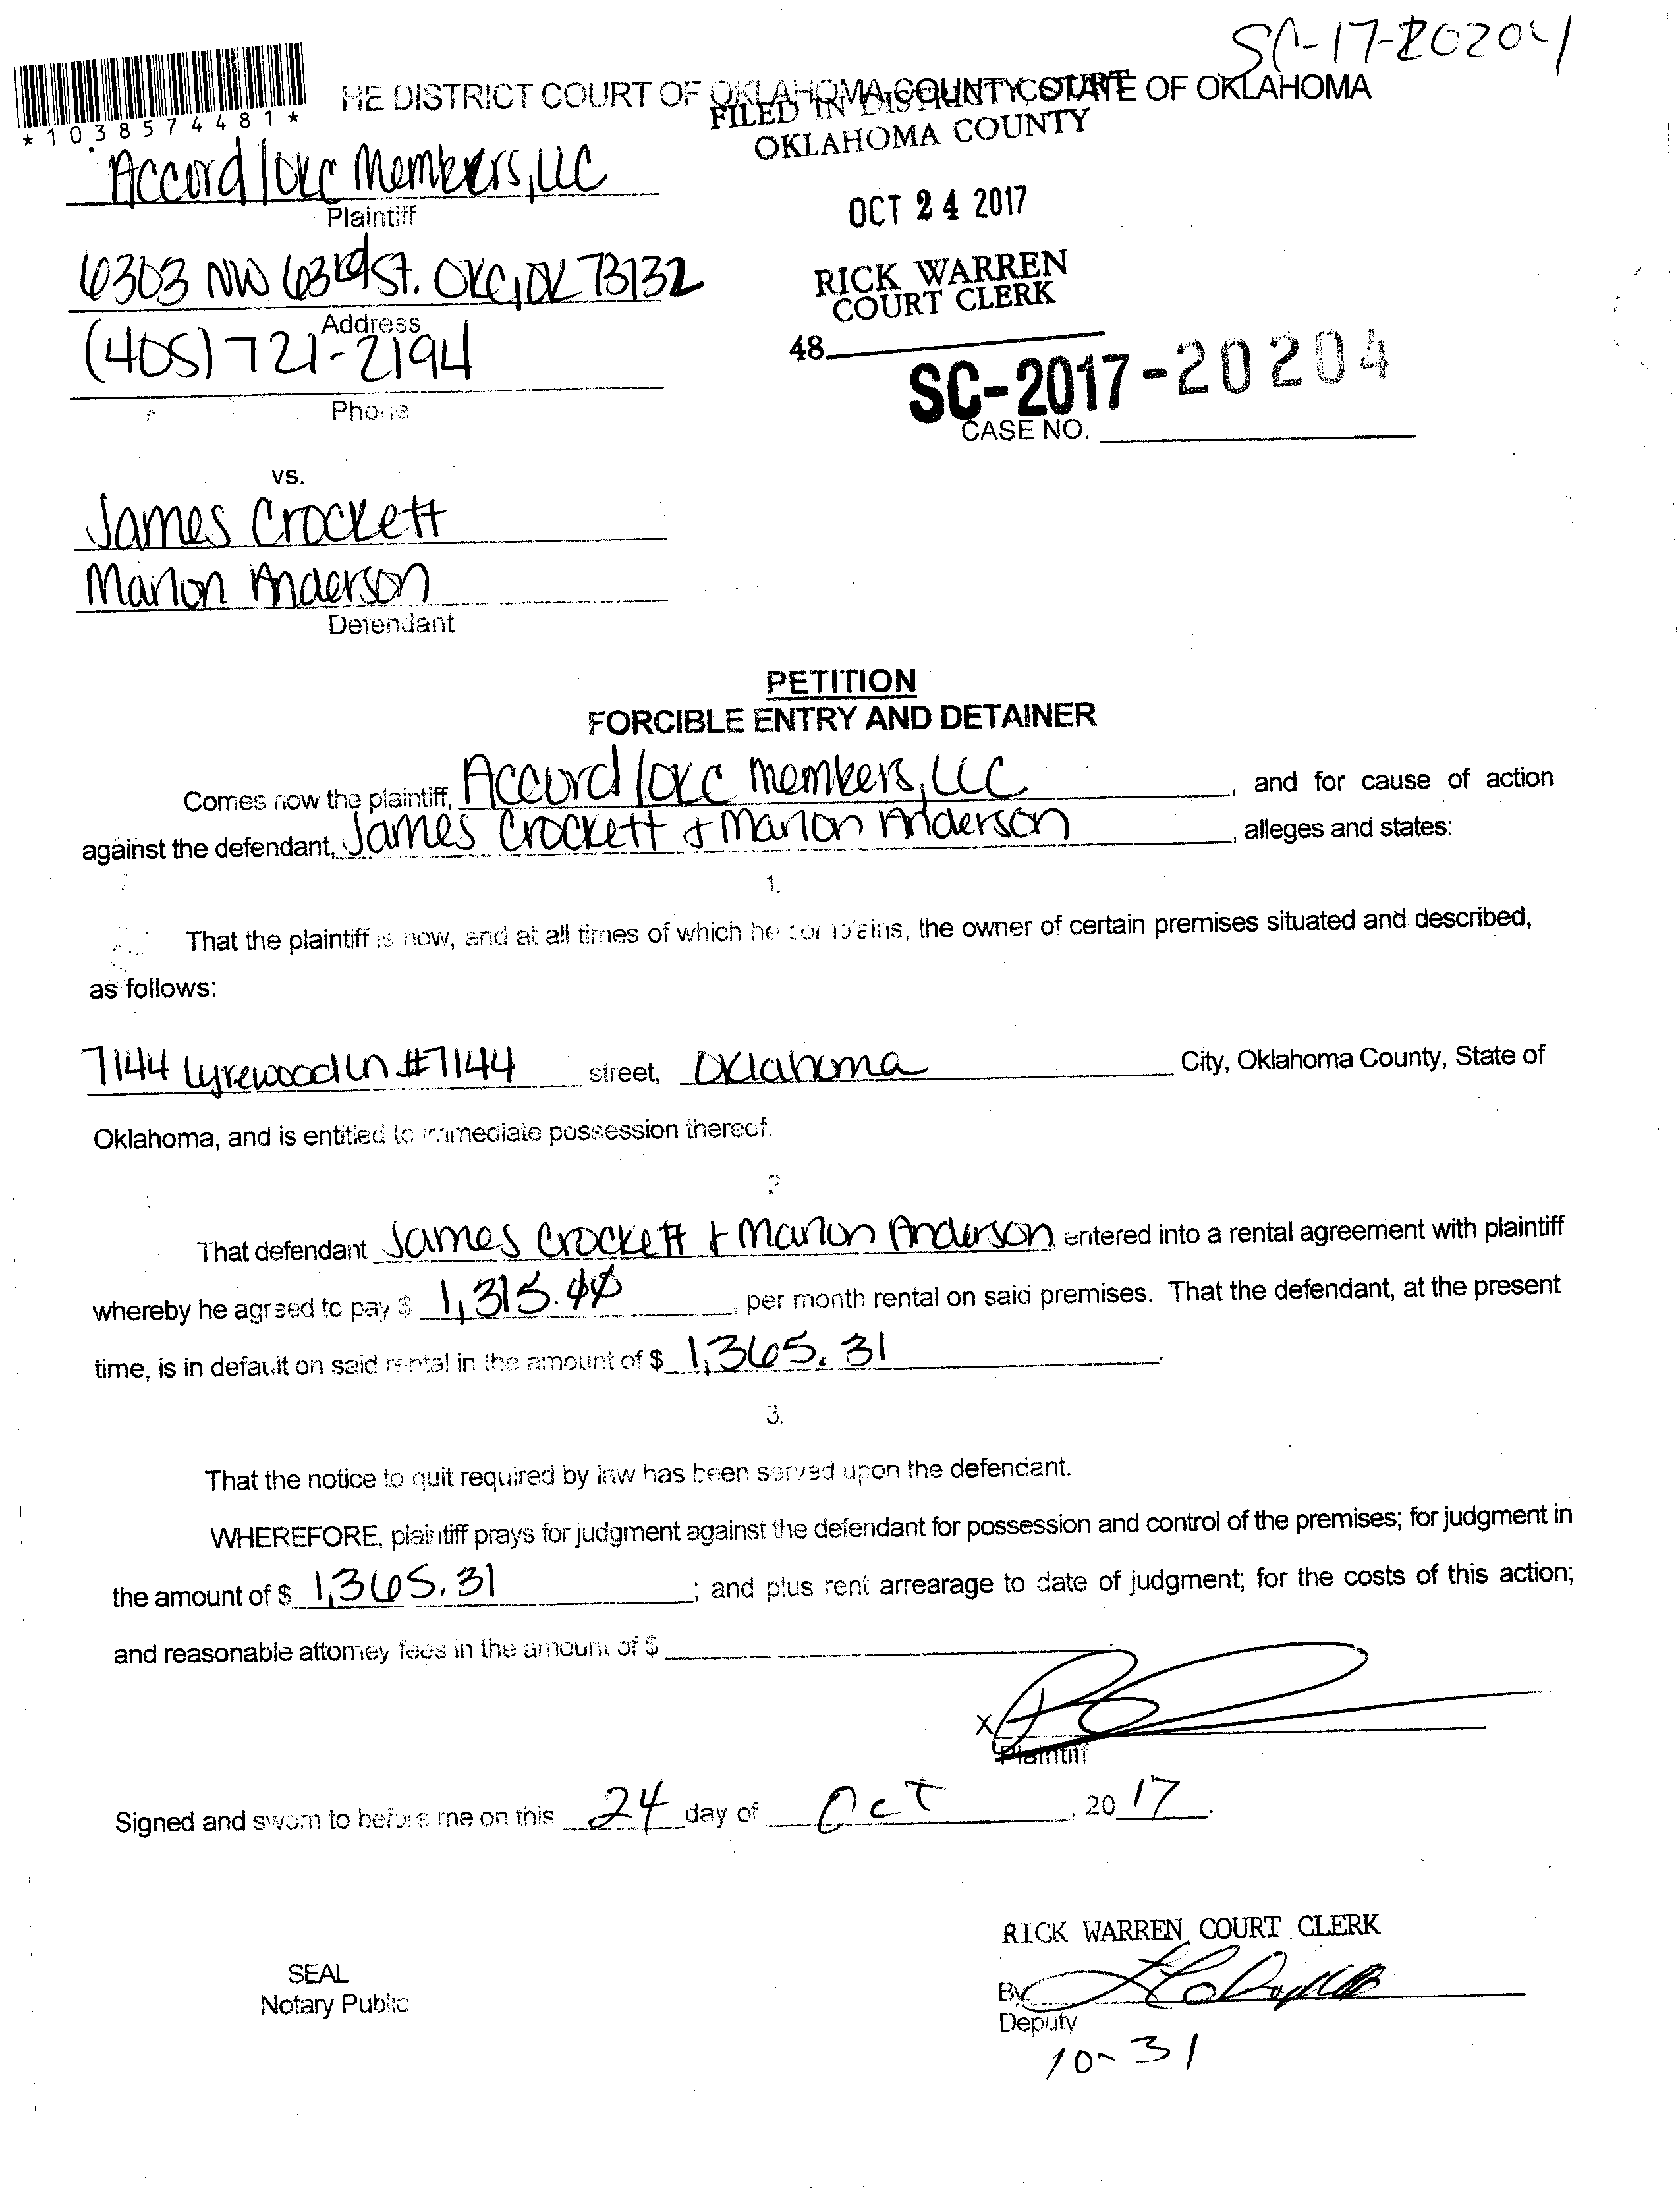 SC-17-20204
*1038574481*
HE DISTRICT COURT OF OKLAHOMA COUNTY STATE OF OKLAHOMA
FILED IN DISTRICT COURT
OKLAHOMA COUNTY
OCT 24 2017
RICK WARREN
COURT CLERK
48
SC-2017-20204
CASE NO.
Accord/OKC Members, LLC
Plaintiff
6303 NW 63rd St. OKC, OK 73132
Address
(405) 721-2194
Phone
vs.
James Crockett
Marlon Anderson
Defendant
PETITION
FORCIBLE ENTRY AND DETAINER
Comes now the plaintiff, Accord/OKC Members, LLC, and for cause of action
against the defendant, James Crockett & Marlon Anderson, alleges and states:
1.
That the plaintiff is now, and at all times of which he complains, the owner of certain premises situated and described,
as follows:
7144 Lyrewood Ln #7144 street, Oklahoma City, Oklahoma County, State of
Oklahoma, and is entitled to immediate possession thereof.
2.
That defendant James Crockett & Marlon Anderson entered into a rental agreement with plaintiff
whereby he agreed to pay $ 1,315.00, per month rental on said premises. That the defendant, at the present
time, is in default on said rental in the amount of $ 1,365.31.
3.
That the notice to quit required by law has been served upon the defendant.
WHEREFORE, plaintiff prays for judgment against the defendant for possession and control of the premises; for judgment in
the amount of $ 1,365.31; and plus rent arrearage to date of judgment; for the costs of this action;
and reasonable attorney fees in the amount of $
X
Plaintiff
Signed and sworn to before me on this 24 day of Oct, 20 17.
RICK WARREN COURT CLERK
SEAL
Notary Public
By
Deputy
10-31